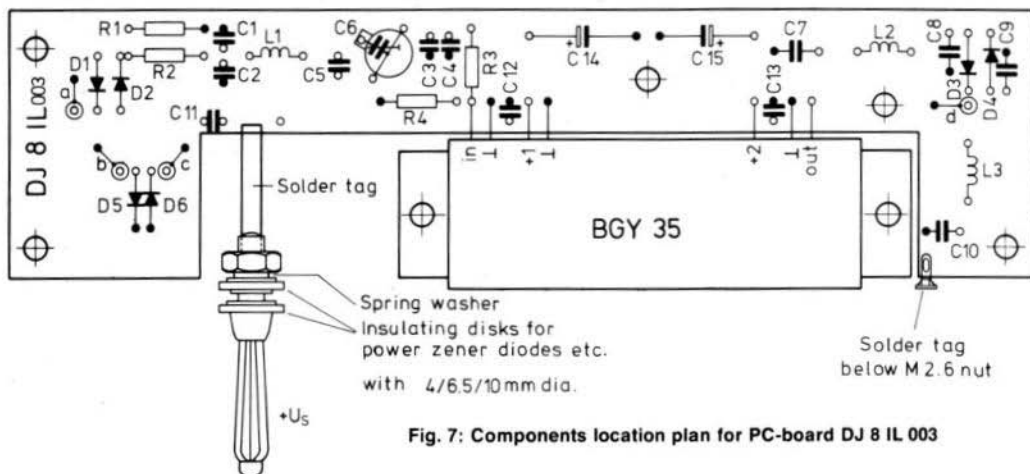 R1
C1
L1
C6
C7
L2
C8
C9
D1
R2
C2
C5
C3
C4
R3
C12
+
C14
C15
+
C13
D3
D4
a
D2
R4
d
C11
DJ 8 IL 003
in
⊥
+1
⊥
+2
⊥
out
b
c
L3
Solder tag
D5
D6
BGY 35
C10
Spring washer
Insulating disks for
power zener diodes etc.
with 4/6.5/10 mm dia.
Solder tag
below M 2.6 nut
+Us
Fig. 7: Components location plan for PC-board DJ 8 IL 003